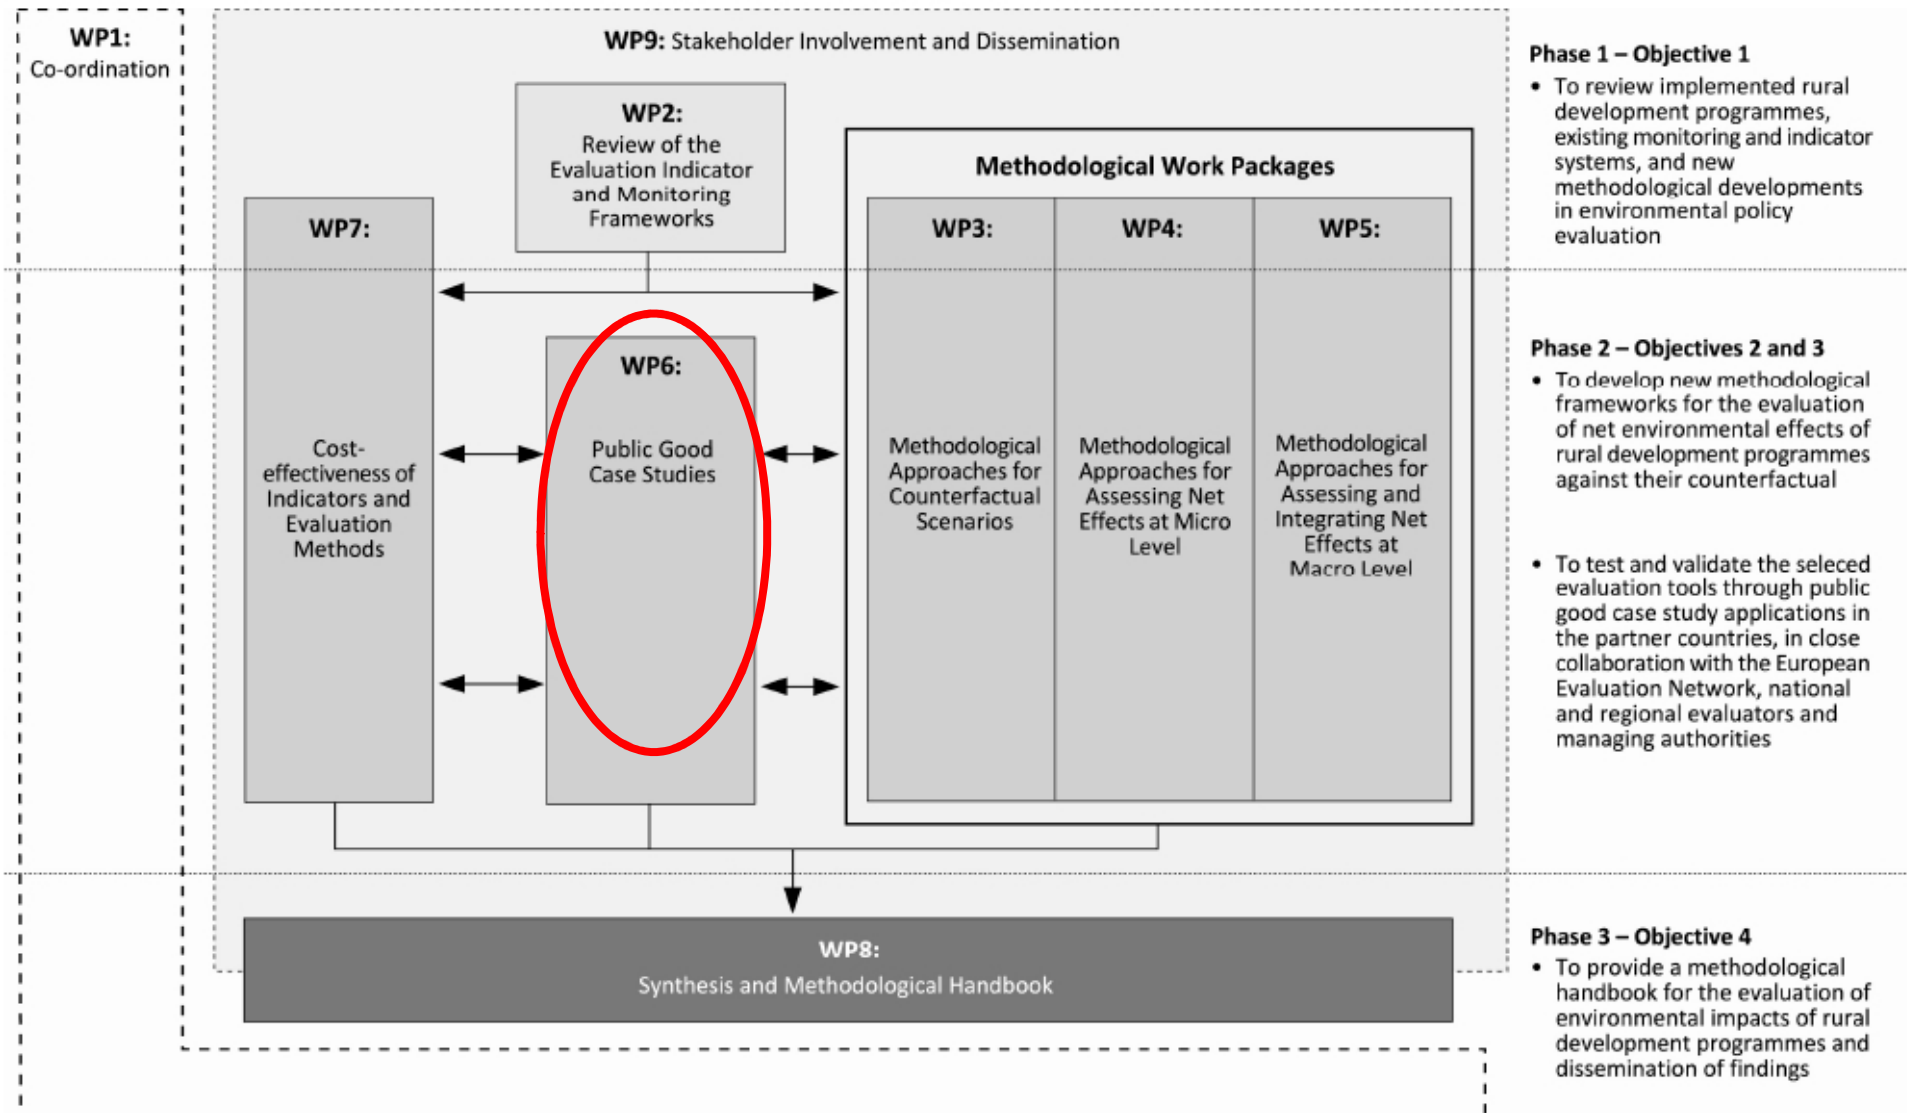 WP1:
Co-ordination
WP9: Stakeholder Involvement and Dissemination
WP2:
Review of the
Evaluation Indicator
and Monitoring
Frameworks
Methodological Work Packages
WP7:
Cost-
effectiveness of
Indicators and
Evaluation
Methods
WP6:
Public Good
Case Studies
WP3:
Methodological
Approaches for
Counterfactual
Scenarios
WP4:
Methodological
Approaches for
Assessing Net
Effects at Micro
Level
WP5:
Methodological
Approaches for
Assessing and
Integrating Net
Effects at
Macro Level
WP8:
Synthesis and Methodological Handbook
Phase 1 – Objective 1
• To review implemented rural
development programmes,
existing monitoring and indicator
systems, and new
methodological developments
in environmental policy
evaluation
Phase 2 – Objectives 2 and 3
• To develop new methodological
frameworks for the evaluation
of net environmental effects of
rural development programmes
against their counterfactual
• To test and validate the seleced
evaluation tools through public
good case study applications in
the partner countries, in close
collaboration with the European
Evaluation Network, national
and regional evaluators and
managing authorities
Phase 3 – Objective 4
• To provide a methodological
handbook for the evaluation of
environmental impacts of rural
development programmes and
dissemination of findings